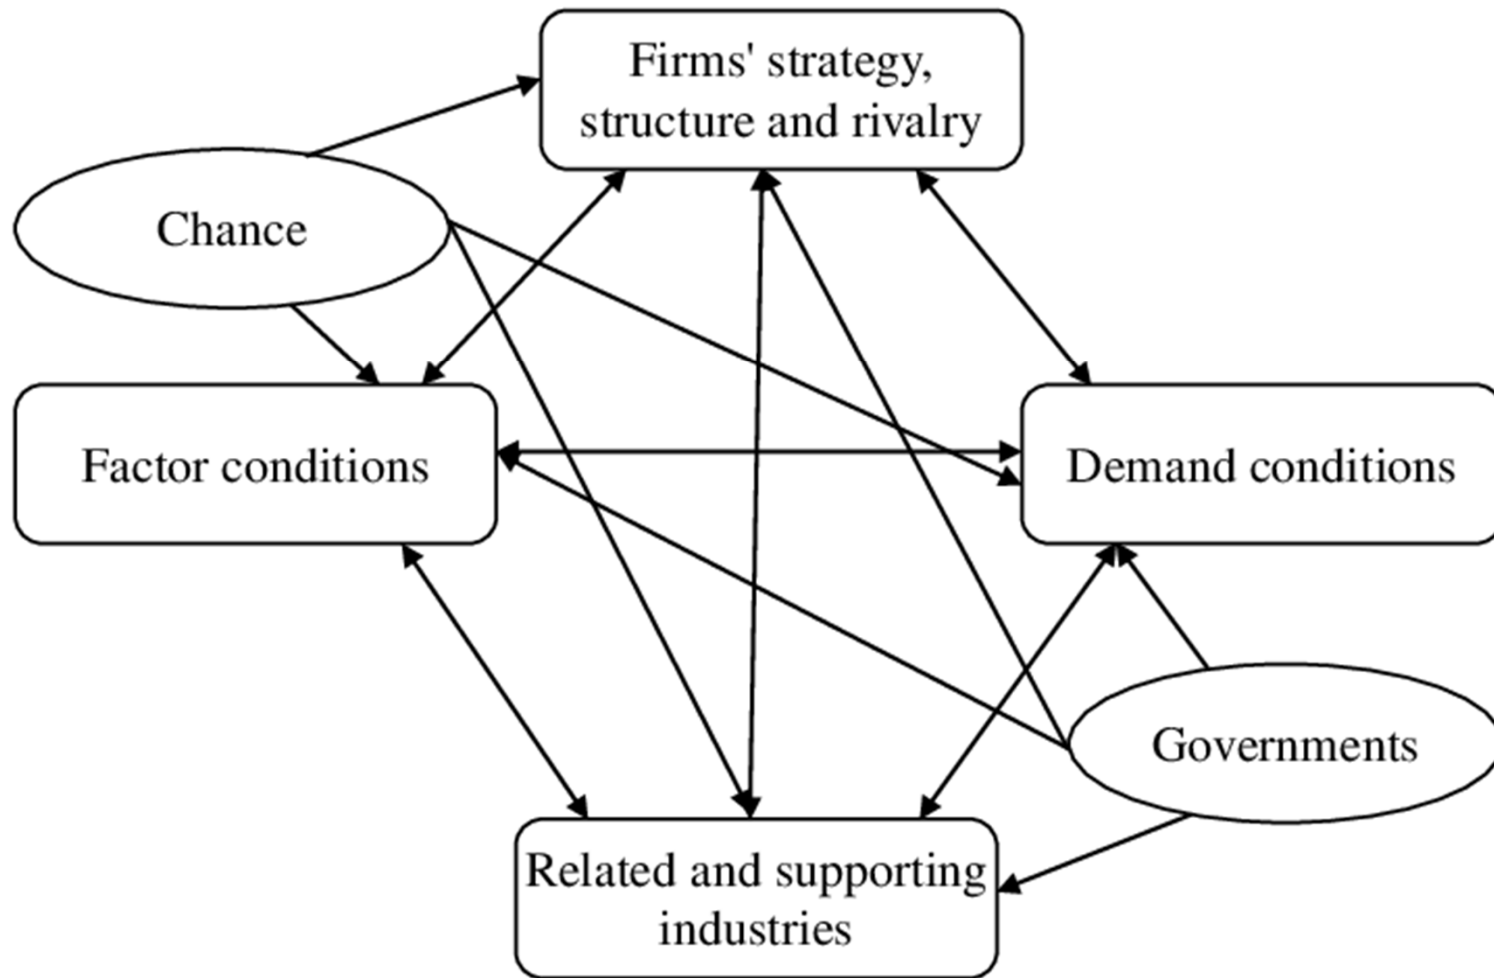 Firms' strategy,
structure and rivalry
Chance
Factor conditions
Demand conditions
Governments
Related and supporting
industries